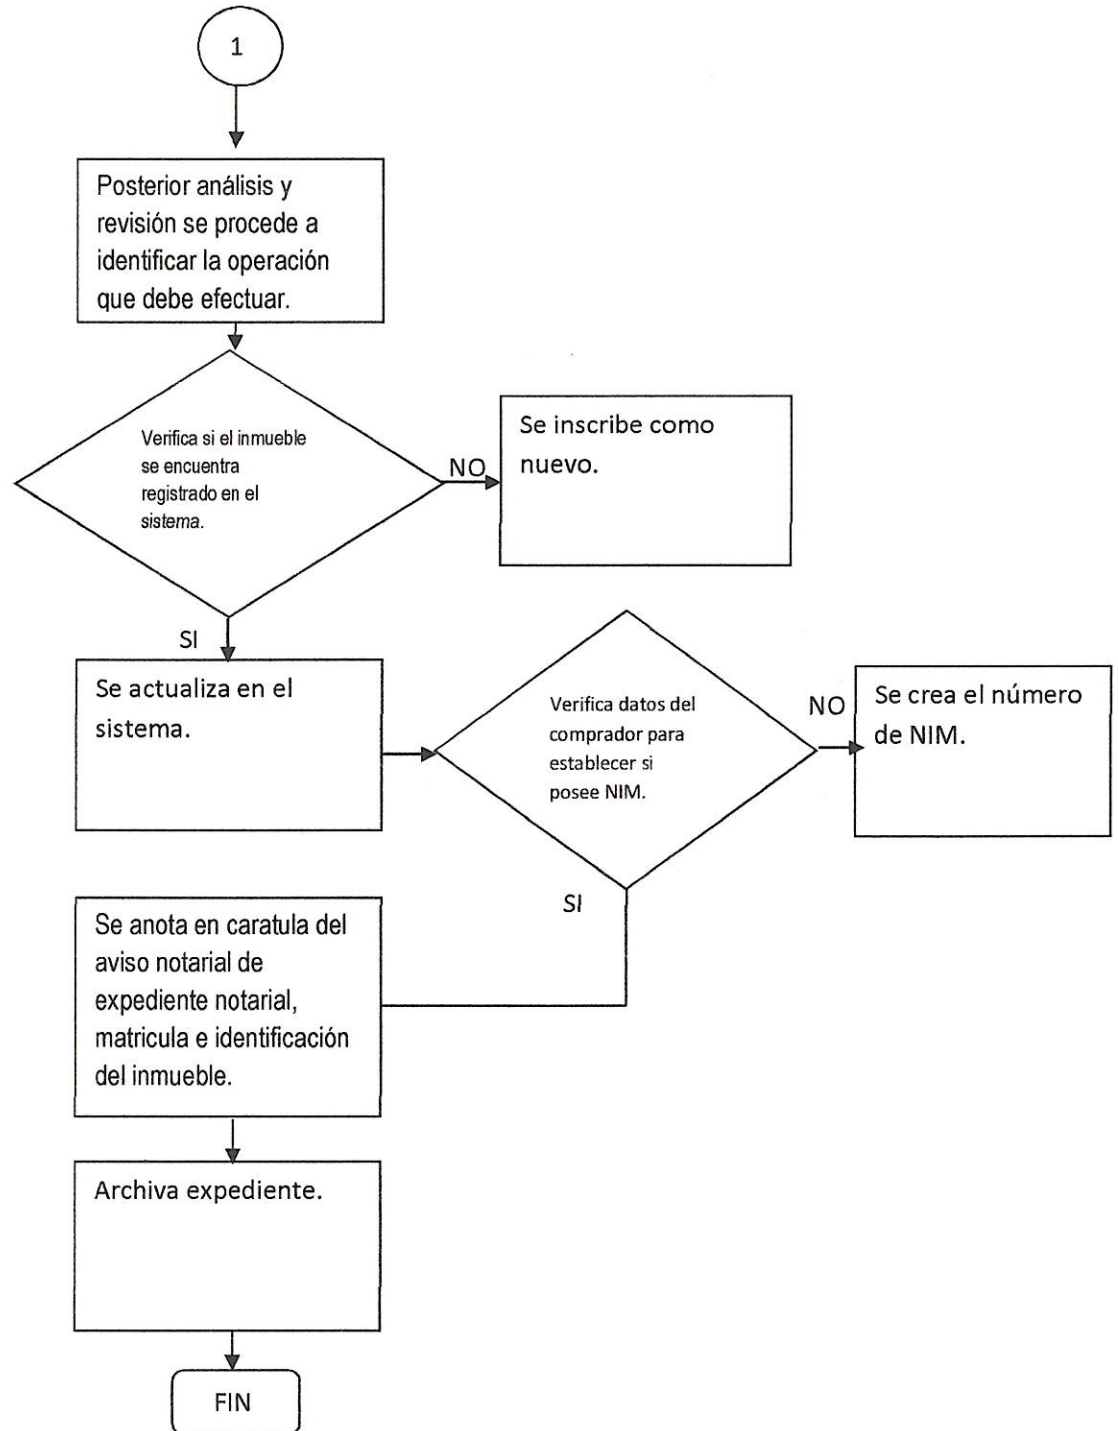 1
Posterior análisis y
revisión se procede a
identificar la operación
que debe efectuar.
Verifica si el inmueble
se encuentra
registrado en el
sistema.
NO
Se inscribe como
nuevo.
SI
Se actualiza en el
sistema.
Verifica datos del
comprador para
establecer si
posee NIM.
NO
Se crea el número
de NIM.
SI
Se anota en caratula del
aviso notarial de
expediente notarial,
matricula e identificación
del inmueble.
Archiva expediente.
FIN